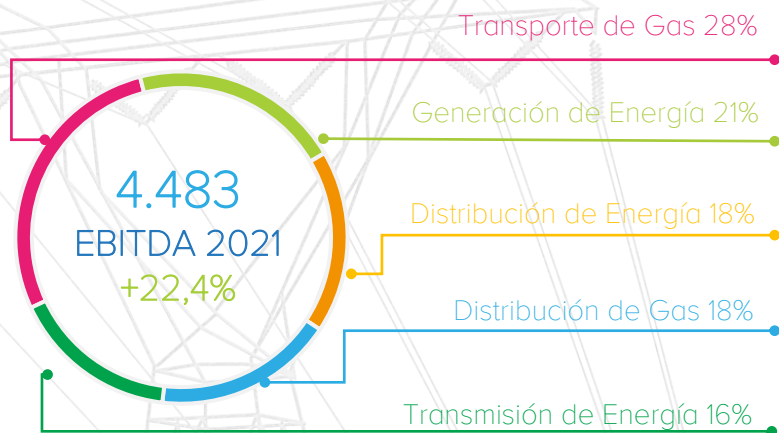 Transporte de Gas 28%
Generación de Energía 21%
Distribución de Energía 18%
Distribución de Gas 18%
Transmisión de Energía 16%
4.483
EBITDA 2021
+22,4%